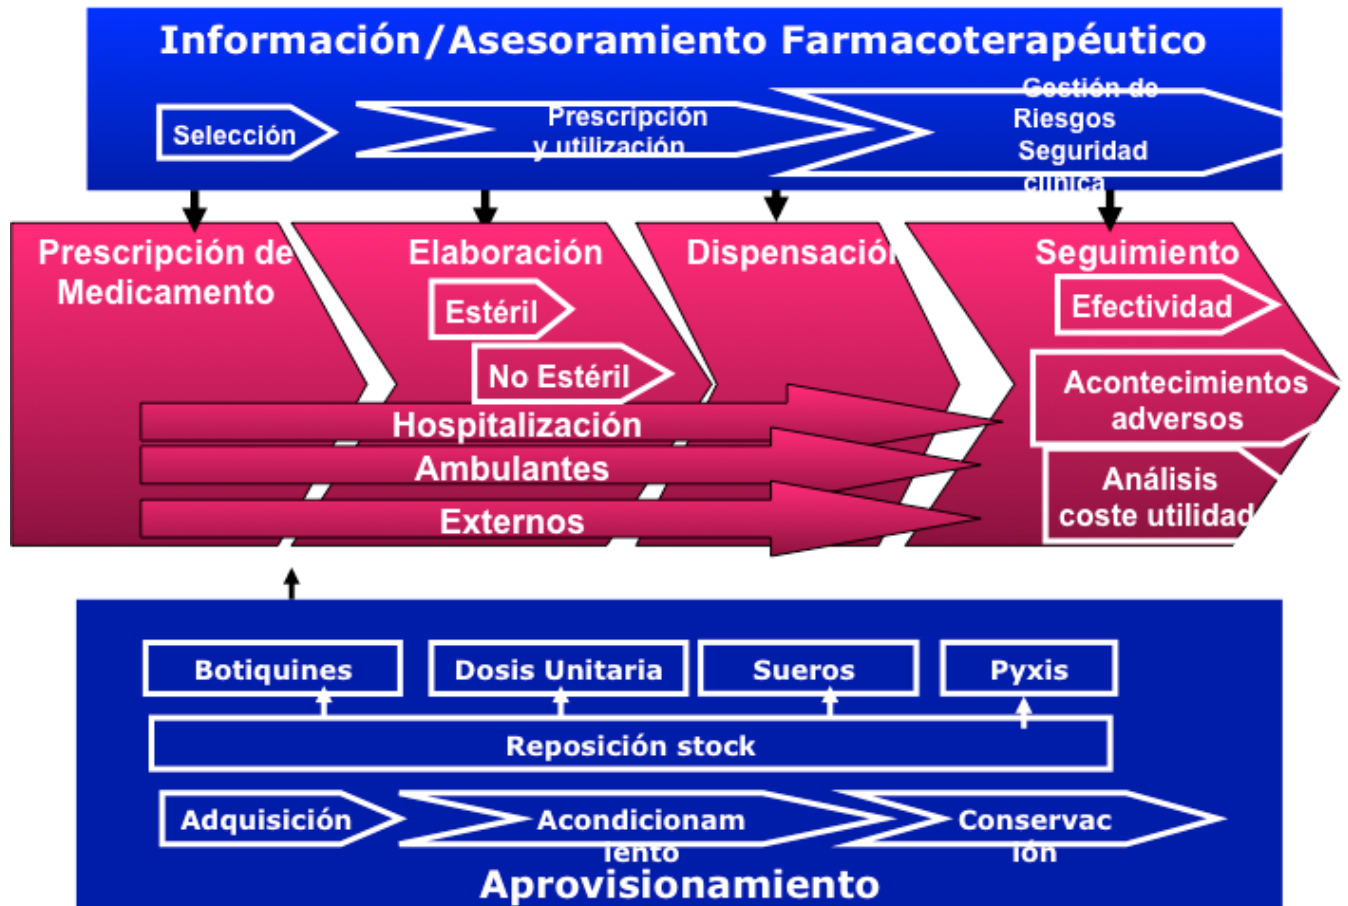 Información/Asesoramiento Farmacoterapéutico
Selección
Prescripción
y utilización
Gestión de
Riesgos
Seguridad
clínica
Prescripción de
Medicamento
Elaboración
Estéril
No Estéril
Dispensación
Seguimiento
Efectividad
Acontecimientos
adversos
Análisis
coste utilidad
Hospitalización
Ambulantes
Externos
Botiquines
Dosis Unitaria
Sueros
Pyxis
Reposición stock
Adquisición
Acondicionam
iento
Conservac
ión
Aprovisionamiento